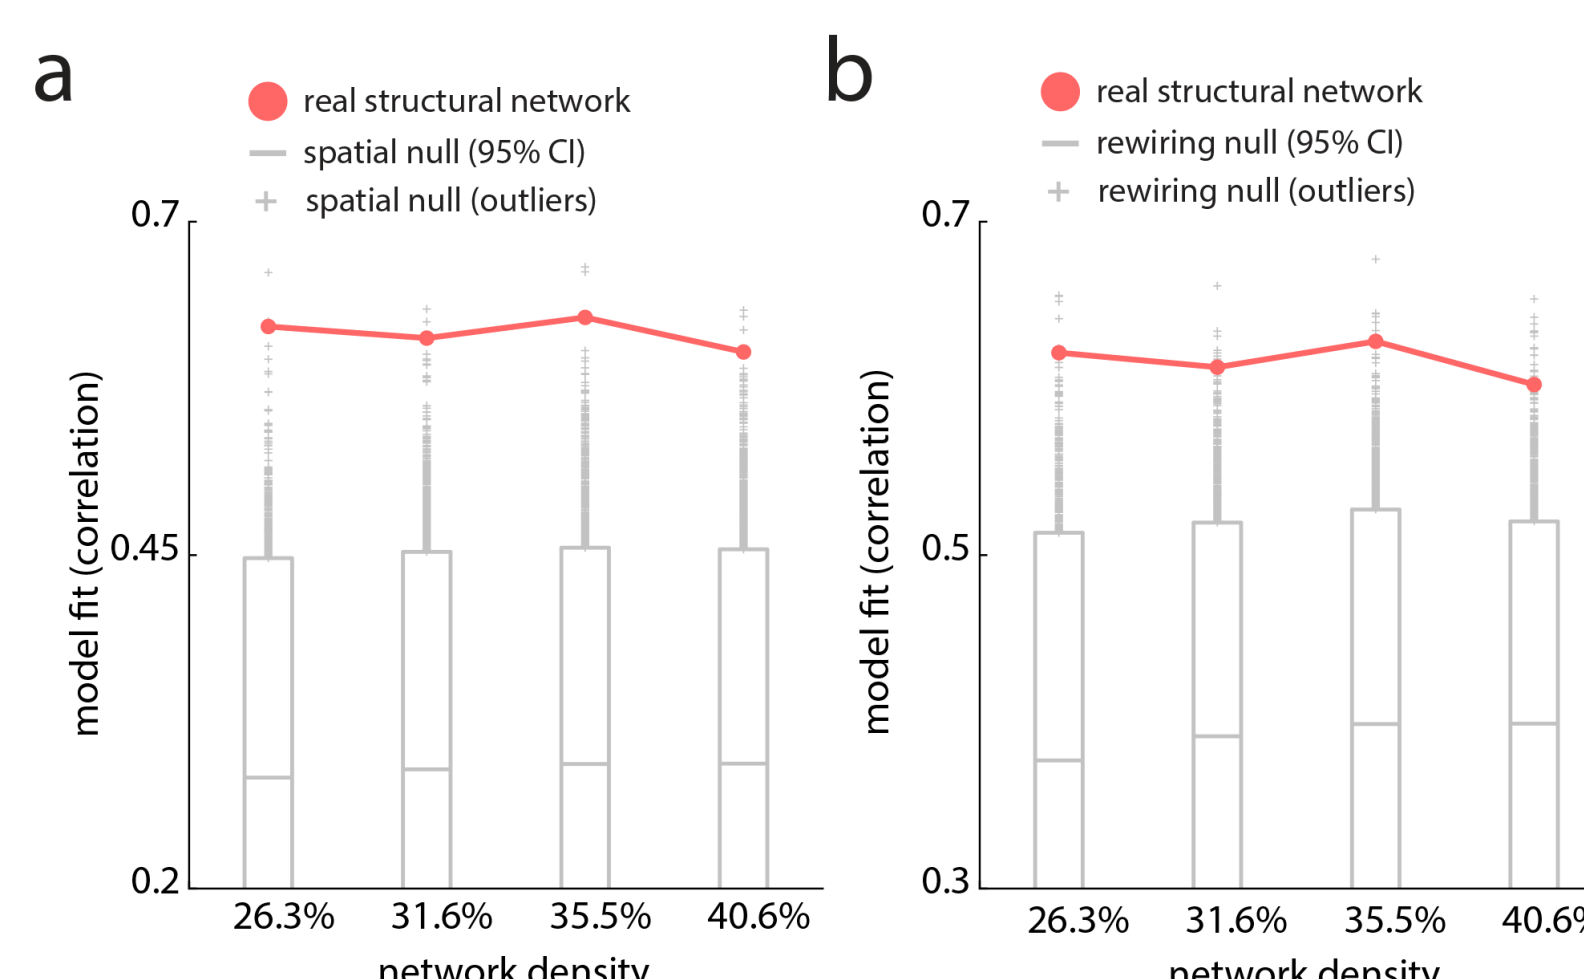 a
real structural network
spatial null (95% CI)
spatial null (outliers)
0.7
0.45
0.2
model fit (correlation)
26.3% 31.6% 35.5% 40.6%
network density
b
real structural network
rewiring null (95% CI)
rewiring null (outliers)
0.7
0.5
0.3
model fit (correlation)
26.3% 31.6% 35.5% 40.6%
network density